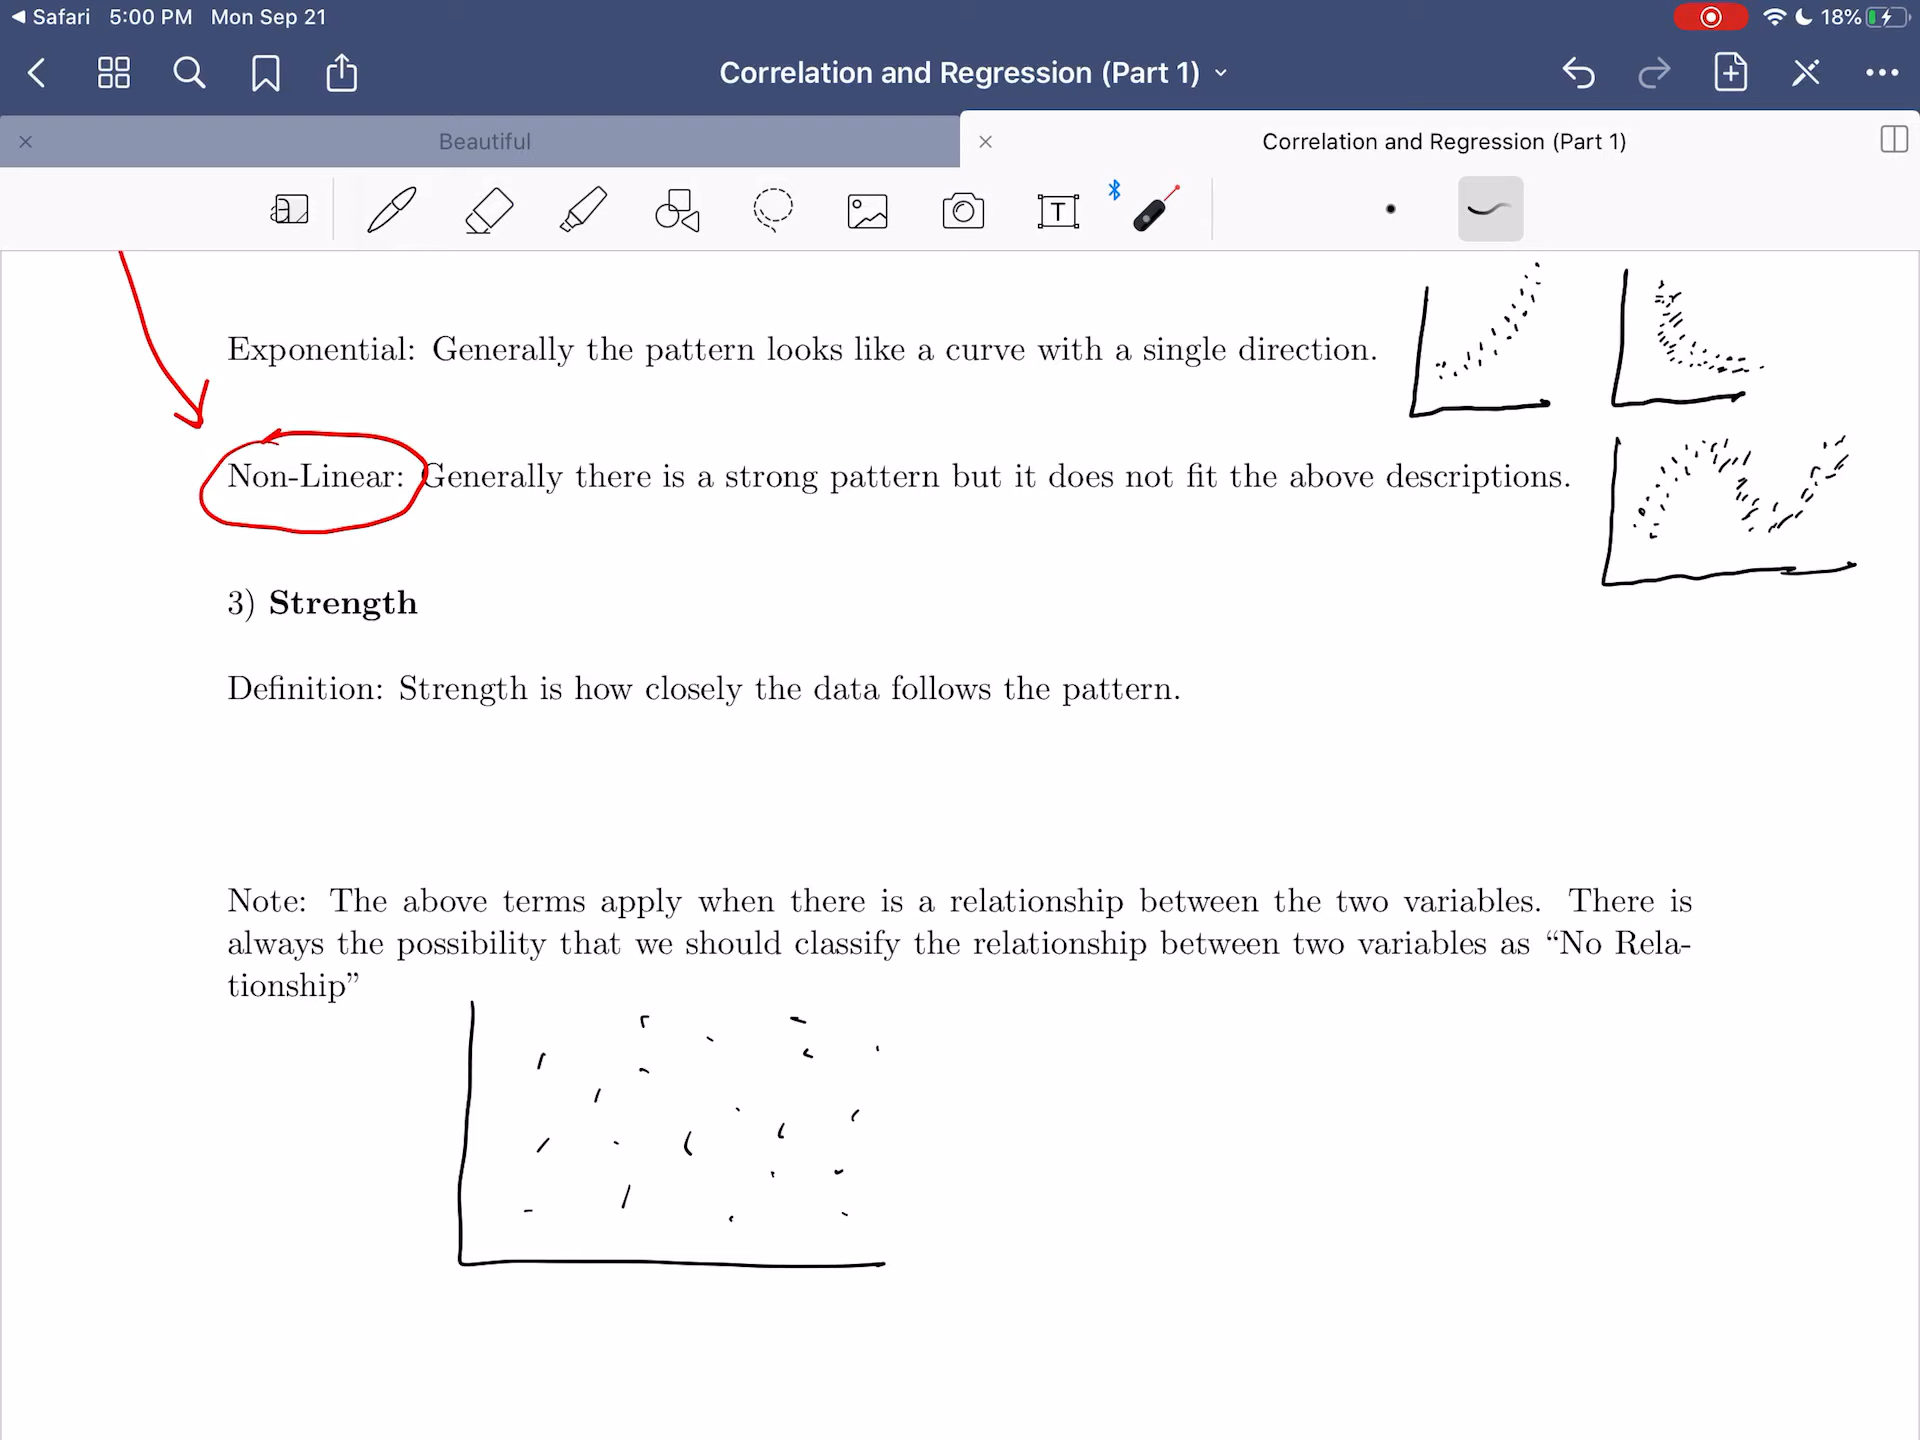 Safari 5:00 PM Mon Sep 21 18%
Correlation and Regression (Part 1)
Beautiful Correlation and Regression (Part 1)
a T
Exponential: Generally the pattern looks like a curve with a single direction.
Non-Linear: Generally there is a strong pattern but it does not fit the above descriptions.
3) Strength
Definition: Strength is how closely the data follows the pattern.
Note: The above terms apply when there is a relationship between the two variables. There is
always the possibility that we should classify the relationship between two variables as “No Rela-
tionship”